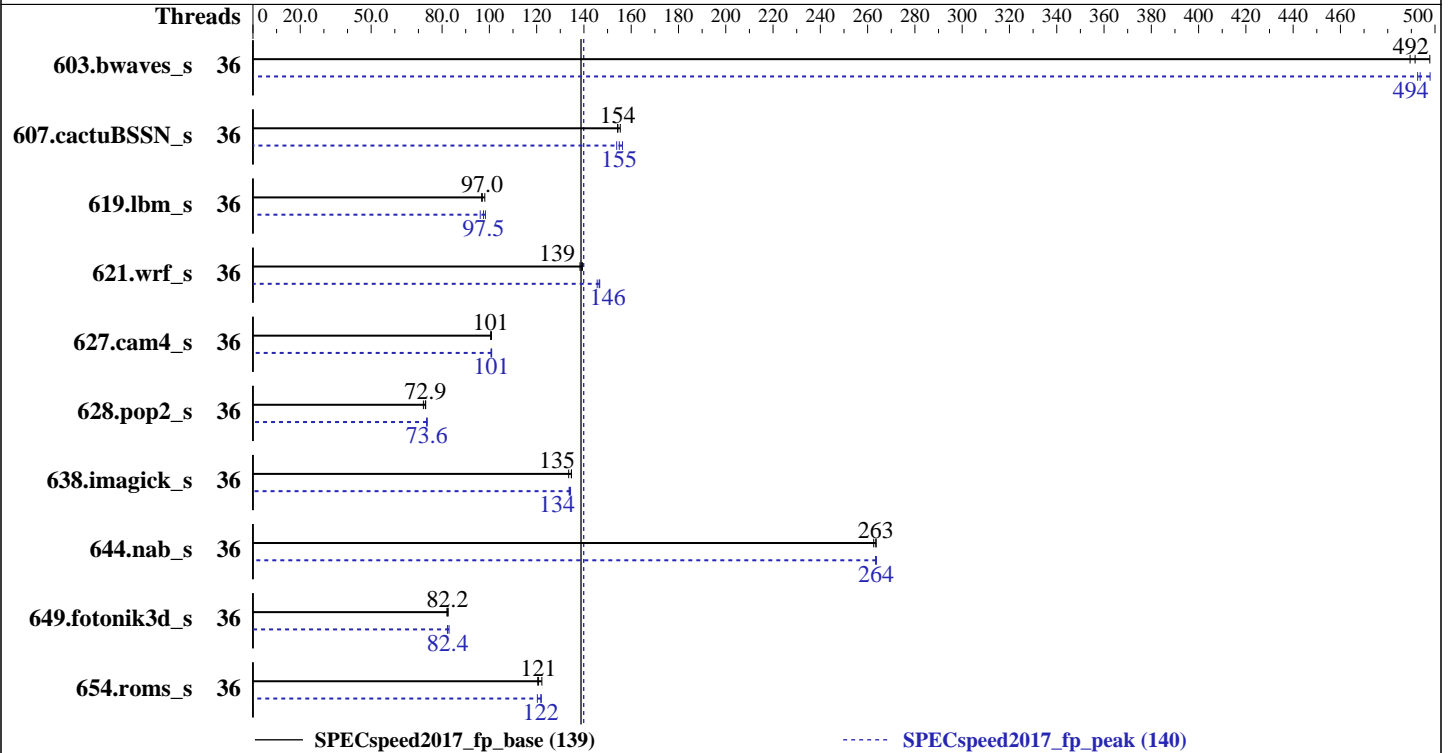 Threads 0 20.0 50.0 80.0 100 120 140 160 180 200 220 240 260 280 300 320 340 360 380 400 420 440 460 500
492
603.bwaves_s 36
494
154
607.cactuBSSN_s 36
155
97.0
619.lbm_s 36
97.5
139
621.wrf_s 36
146
101
627.cam4_s 36
101
72.9
628.pop2_s 36
73.6
135
638.imagick_s 36
134
263
644.nab_s 36
264
82.2
649.fotonik3d_s 36
82.4
121
654.roms_s 36
122
SPECspeed2017_fp_base (139) SPECspeed2017_fp_peak (140)